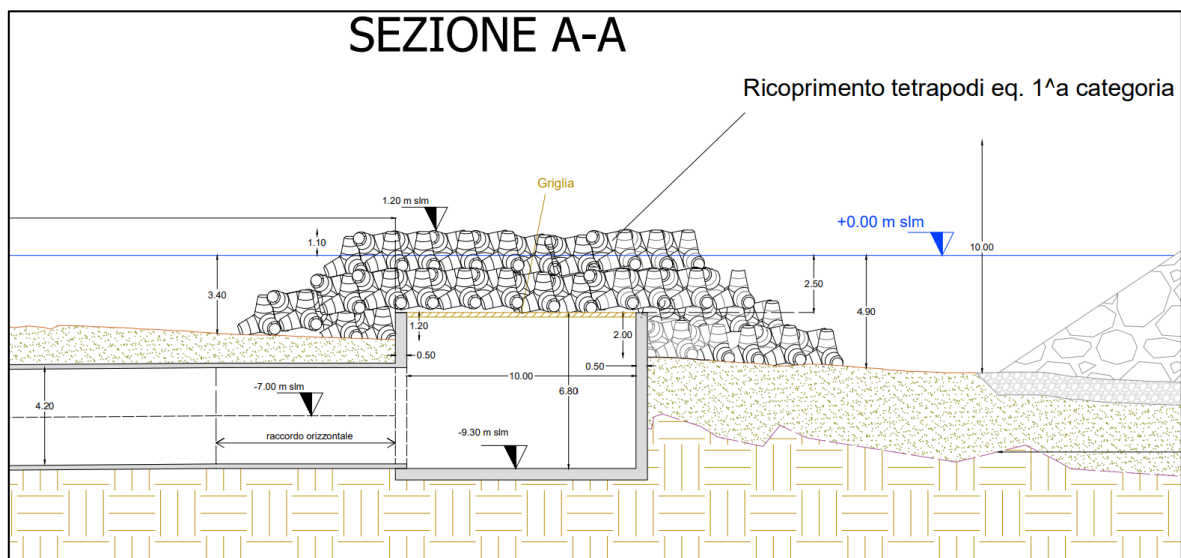 SEZIONE A-A
Ricoprimento tetrapodi eq. 1^a categoria
Griglia
1.20 m slm
+0.00 m slm
1.10
10.00
3.40
2.50
4.90
1.20
2.00
0.50
0.50
10.00
6.80
-7.00 m slm
4.20
raccordo orizzontale
-9.30 m slm